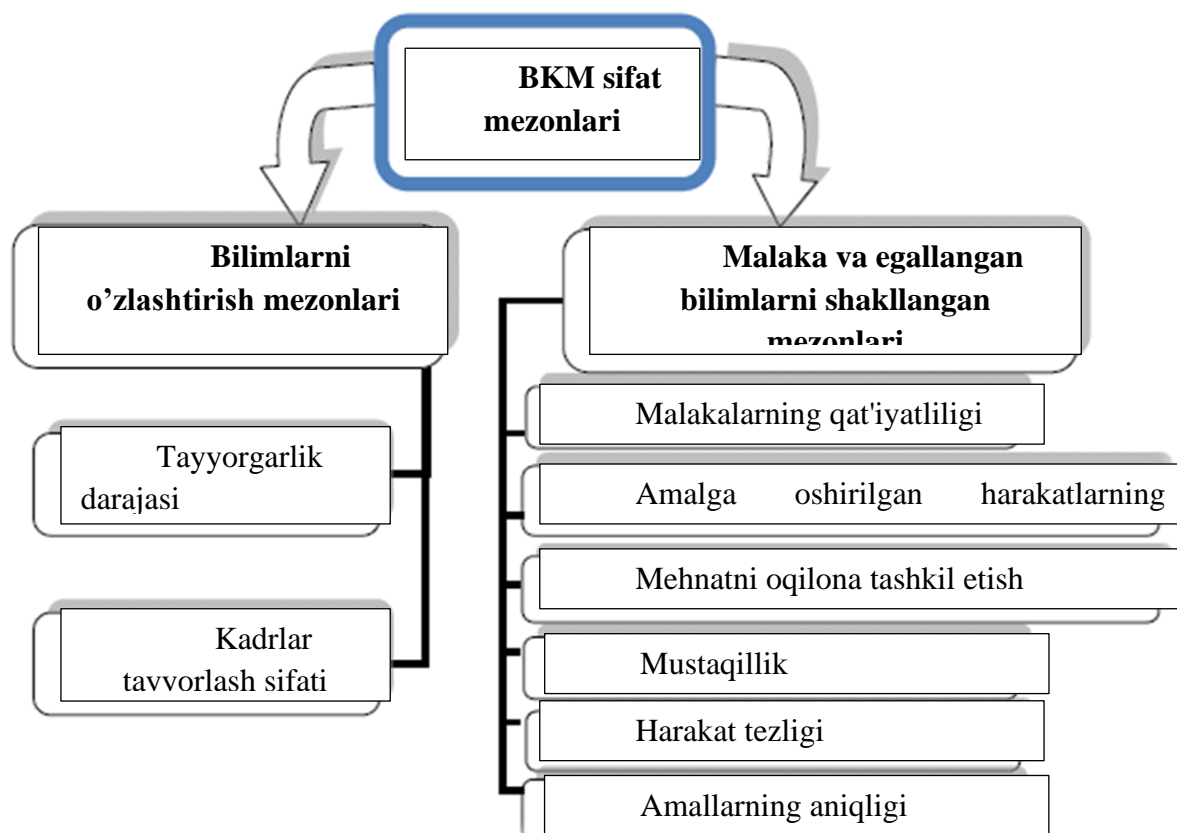 BKM sifat
mezonlari
Bilimlarni
o’zlashtirish mezonlari
Tayyorgarlik
darajasi
Kadrlar
tayyorlash sifati
Malaka va egallangan
bilimlarni shakllangan
mezonlari
Malakalarning qat'iyatliligi
Amalga oshirilgan harakatlarning
Mehnatni oqilona tashkil etish
Mustaqillik
Harakat tezligi
Amallarning aniqligi